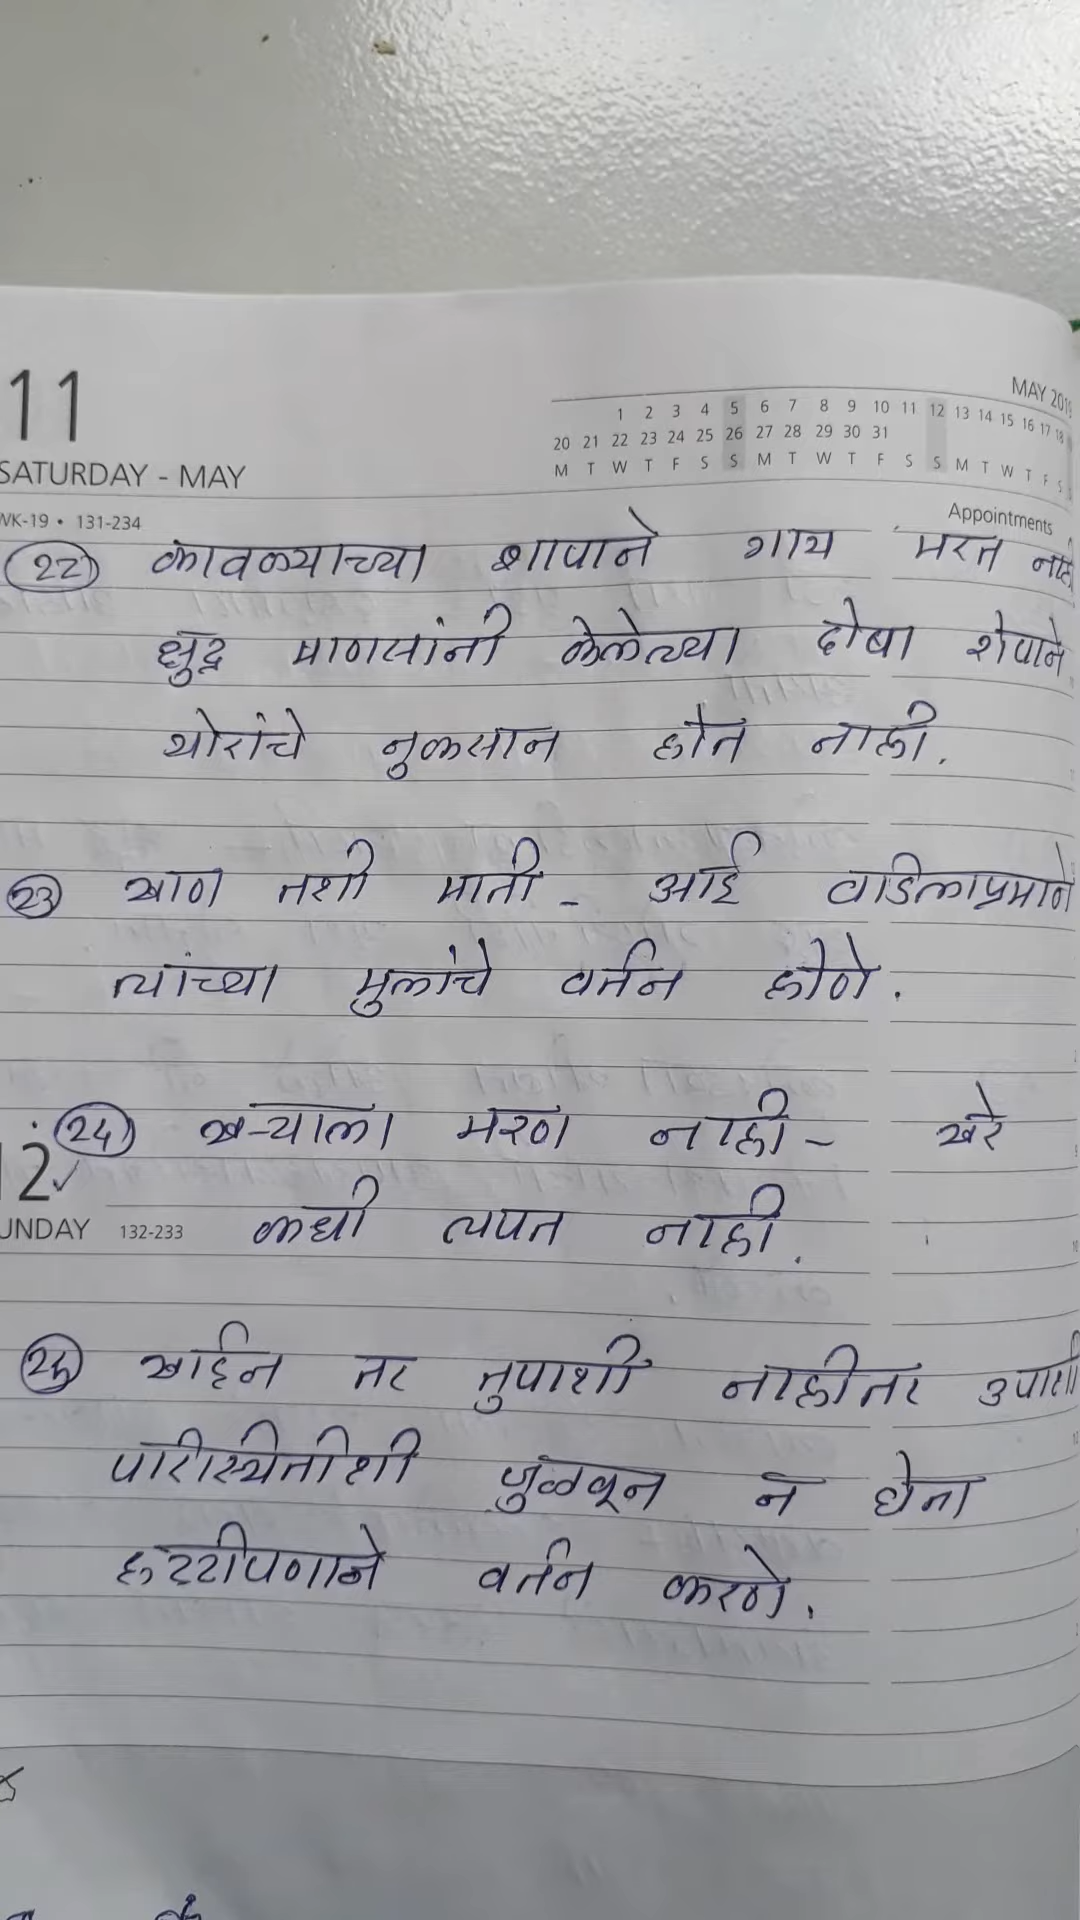 11
SATURDAY - MAY
WK-19 • 131-234
MAY 2019
1 2 3 4 5 6 7 8 9 10 11 12 13 14 15 16 17 18
20 21 22 23 24 25 26 27 28 29 30 31
M T W T F S S M T W T F S S M T W T F S
Appointments
22 कावळ्याच्या शापाने गाय मरत नाही
क्षुद्र माणसांनी केलेल्या दोषा रोपाने
थोरांचे नुकसान होत नाही.
23 खाण तशी माती - आई वाडिलाप्रमाणे
त्यांच्या मुलांचे वर्तन होणे.
24 खऱ्याला मरण नाही - खरे
12
कधी लपत नाही.
SUNDAY 132-233
25 खाईन तर तुपाशी नाहीतर उपाशी
परिस्थितीशी जुळवून न घेता
हट्टीपणाने वर्तन करणे.